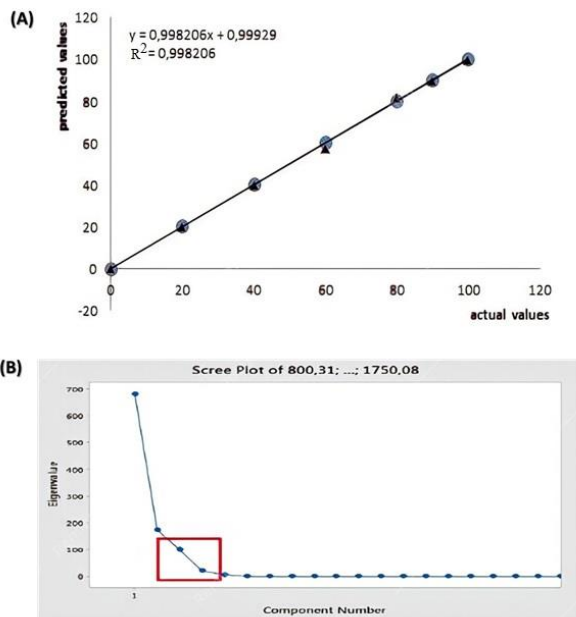 (A)
120
100
80
60
40
20
0
-20
predicted values
y = 0,998206x + 0,99929
R² = 0,998206
0 20 40 60 80 100 120
actual values
(B)
Scree Plot of 800,31; ...; 1750,08
700
600
500
400
300
200
100
0
Eigenvalue
1
Component Number